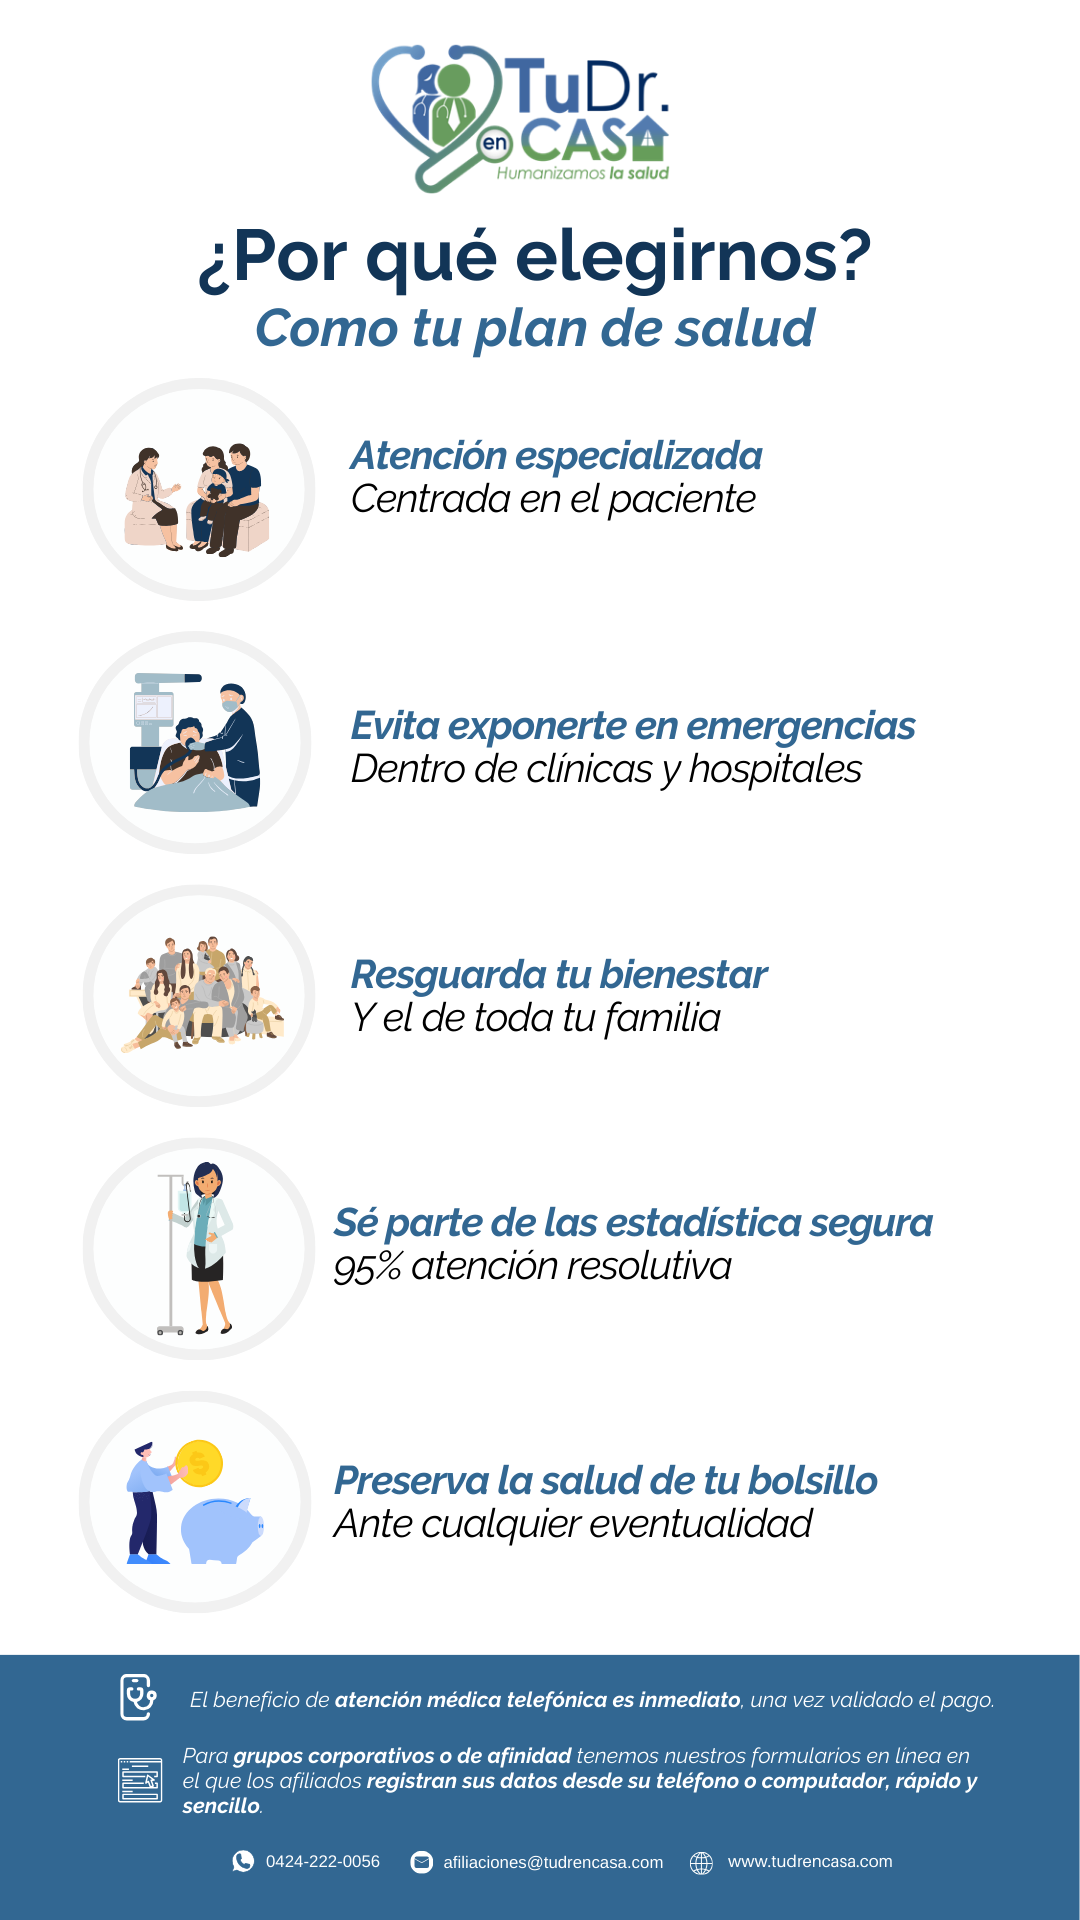 TuDr.
en CASA
Humanizamos la salud
¿Por qué elegirnos?
Como tu plan de salud
Atención especializada
Centrada en el paciente
Evita exponerte en emergencias
Dentro de clínicas y hospitales
Resguarda tu bienestar
Y el de toda tu familia
Sé parte de las estadística segura
95% atención resolutiva
Preserva la salud de tu bolsillo
Ante cualquier eventualidad
El beneficio de atención médica telefónica es inmediato, una vez validado el pago.
Para grupos corporativos o de afinidad tenemos nuestros formularios en línea en
el que los afiliados registran sus datos desde su teléfono o computador, rápido y
sencillo.
0424-222-0056 afiliaciones@tudrencasa.com www.tudrencasa.com